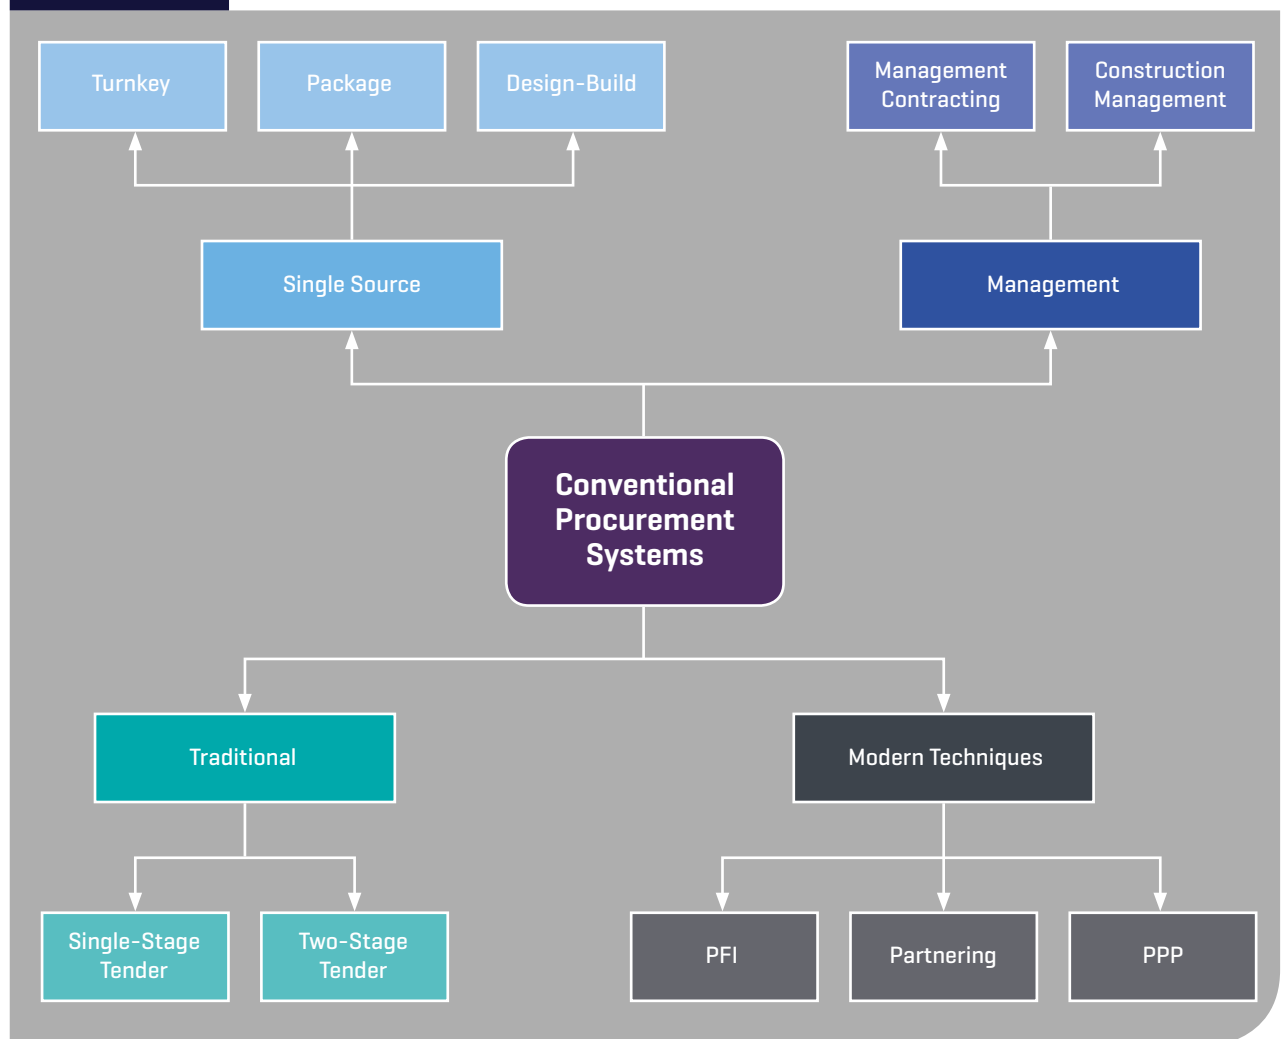 Turnkey
Package
Design-Build
Management
Contracting
Construction
Management
Single Source
Management
Conventional
Procurement
Systems
Traditional
Modern Techniques
Single-Stage
Tender
Two-Stage
Tender
PFI
Partnering
PPP